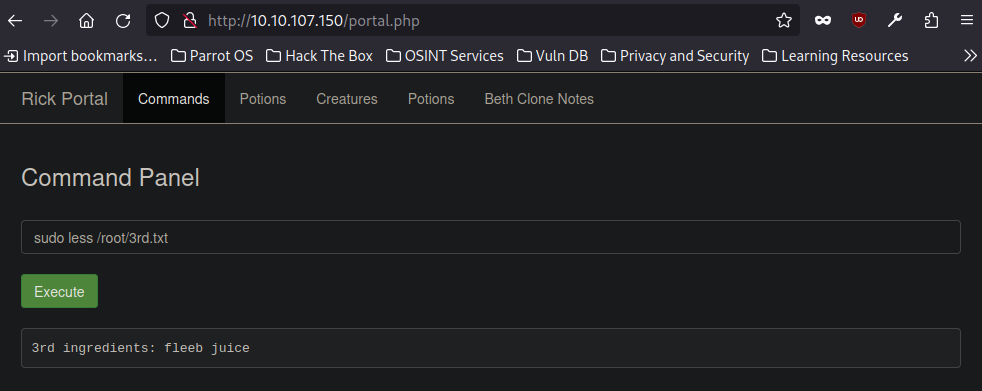 http://10.10.107.150/portal.php
Import bookmarks... Parrot OS Hack The Box OSINT Services Vuln DB Privacy and Security Learning Resources
Rick Portal Commands Potions Creatures Potions Beth Clone Notes
Command Panel
sudo less /root/3rd.txt
Execute
3rd ingredients: fleeb juice